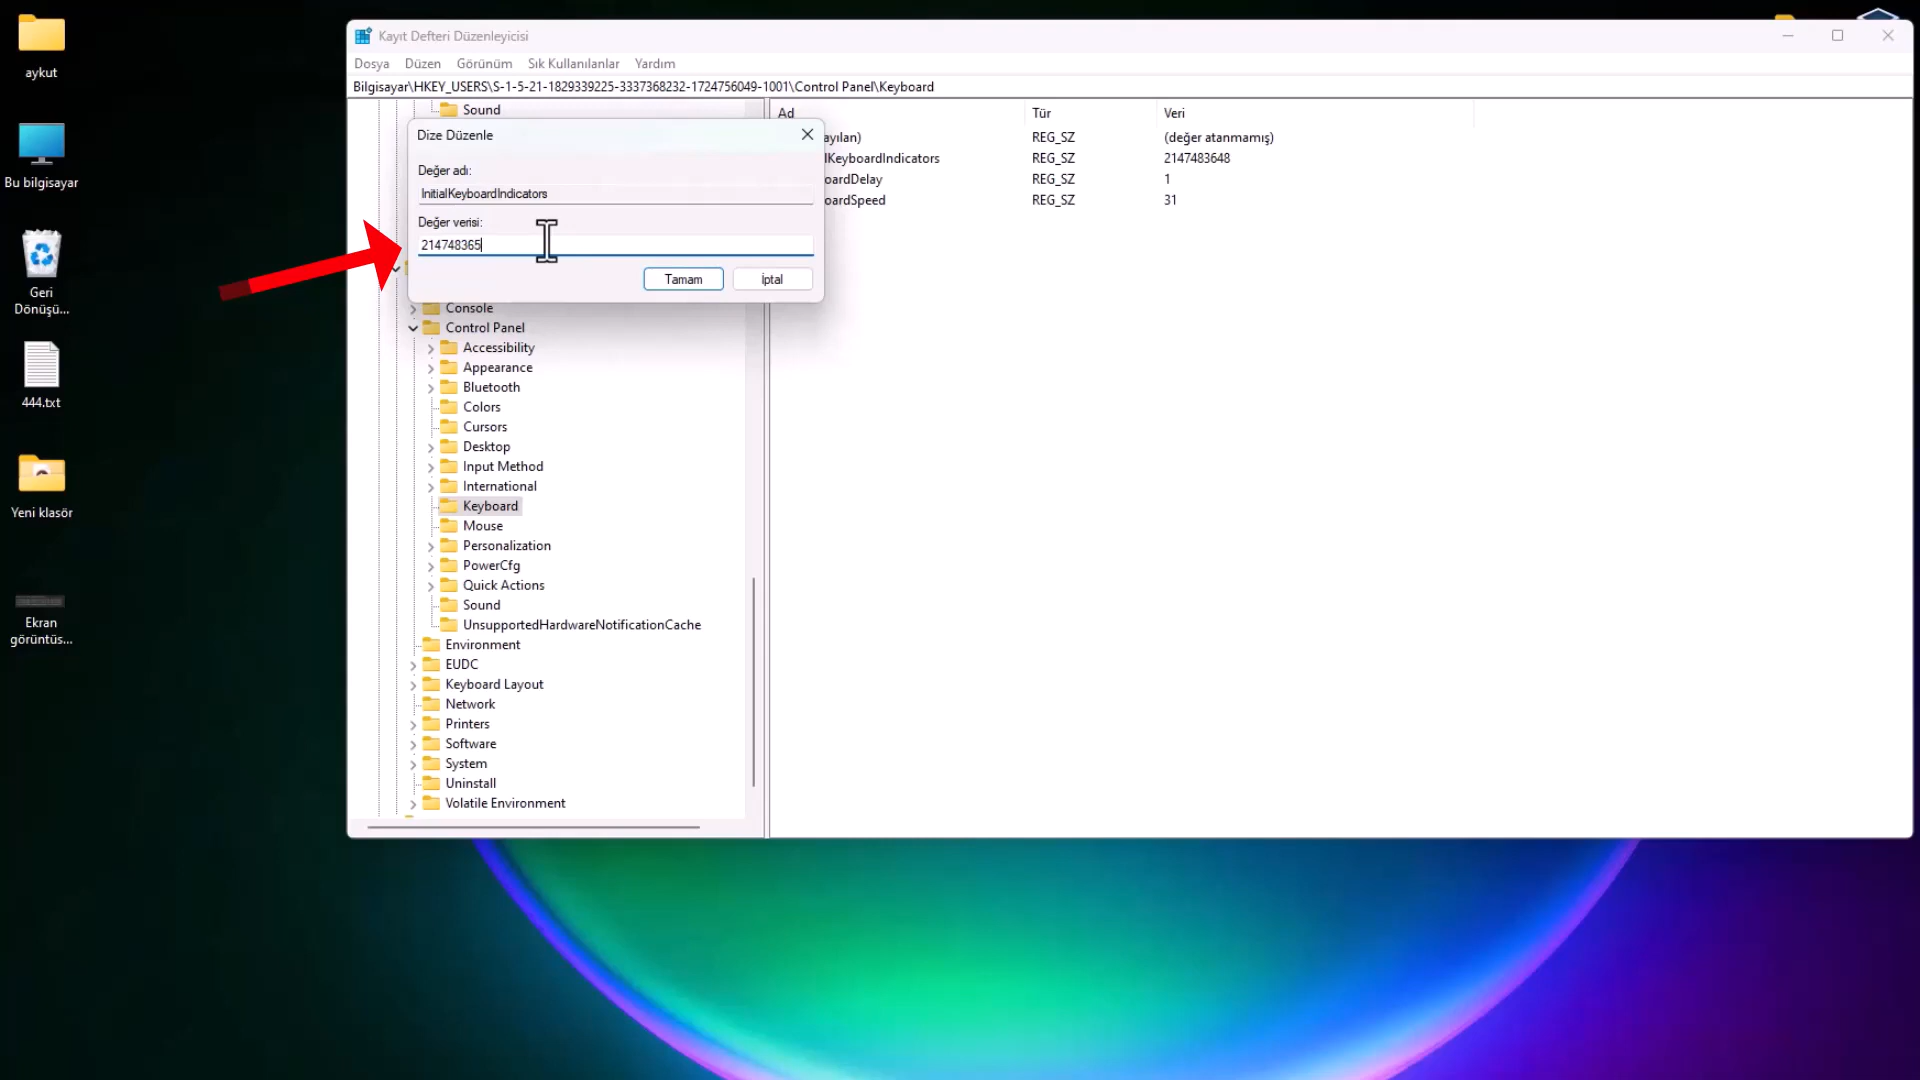 aykut
Bu bilgisayar
Geri
Dönüşü...
444.txt
Yeni klasör
Ekran
görüntüs...
Kayıt Defteri Düzenleyicisi
Dosya Düzen Görünüm Sık Kullanılanlar Yardım
Bilgisayar\HKEY_USERS\S-1-5-21-1829339225-3337368232-1724756049-1001\Control Panel\Keyboard
Sound
Dize Düzenle
Değer adı:
InitialKeyboardIndicators
Değer verisi:
214748365
Tamam İptal
Console
Control Panel
Accessibility
Appearance
Bluetooth
Colors
Cursors
Desktop
Input Method
International
Keyboard
Mouse
Personalization
PowerCfg
Quick Actions
Sound
UnsupportedHardwareNotificationCache
Environment
EUDC
Keyboard Layout
Network
Printers
Software
System
Uninstall
Volatile Environment
Ad Tür Veri
ayılan) REG_SZ (değer atanmamış)
lKeyboardIndicators REG_SZ 2147483648
oardDelay REG_SZ 1
oardSpeed REG_SZ 31